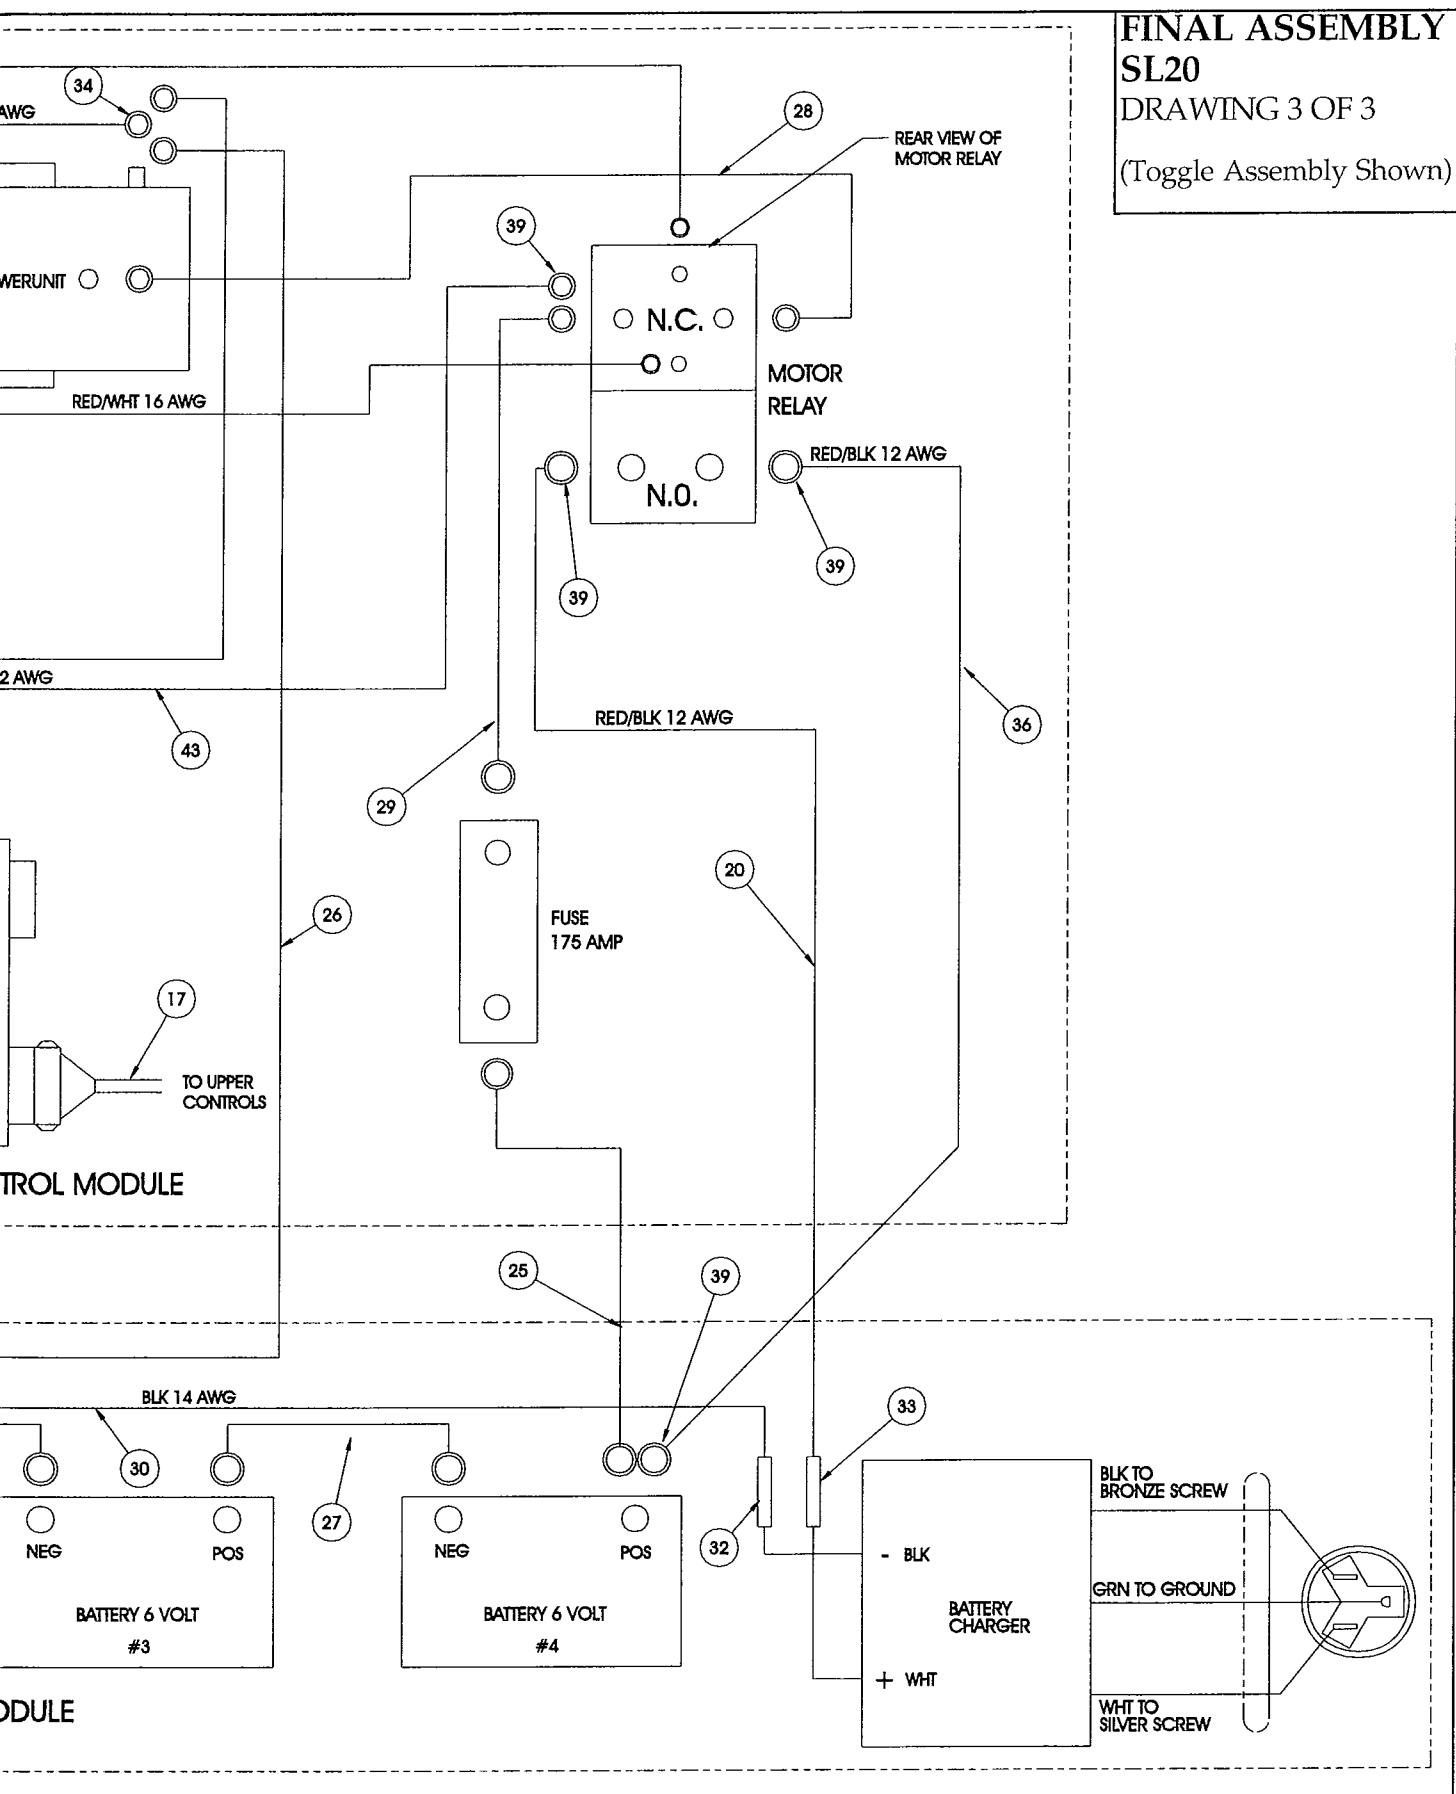 FINAL ASSEMBLY
SL20
DRAWING 3 OF 3
(Toggle Assembly Shown)
34
AWG
28
REAR VIEW OF
MOTOR RELAY
39
WERUNIT
N.C.
MOTOR
RELAY
RED/WHT 16 AWG
RED/BLK 12 AWG
N.O.
39
39
2 AWG
43
RED/BLK 12 AWG
36
29
20
26
FUSE
175 AMP
17
TO UPPER
CONTROLS
TROL MODULE
25
39
BLK 14 AWG
33
30
27
32
BLK TO
BRONZE SCREW
NEG
POS
NEG
POS
- BLK
GRN TO GROUND
BATTERY 6 VOLT
#3
BATTERY 6 VOLT
#4
BATTERY
CHARGER
+ WHT
WHT TO
SILVER SCREW
ODULE